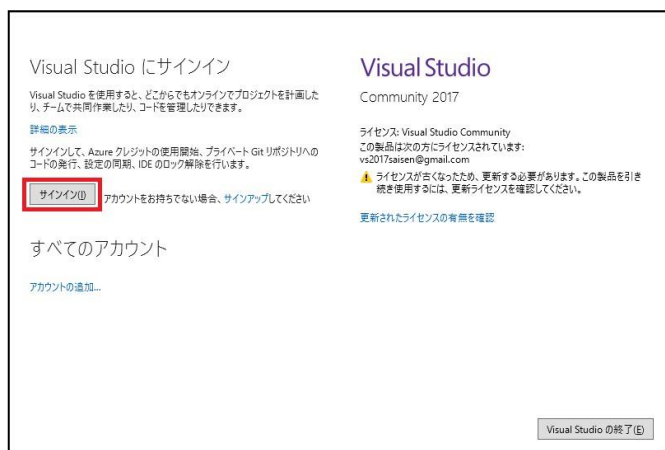 Visual Studio にサインイン
Visual Studio を使用すると、どこからでもオンラインでプロジェクトを計画した
り、チームで共同作業したり、コードを管理したりできます。
詳細の表示
サインインして、Azure クレジットの使用開始、プライベート Git リポジトリへの
コードの発行、設定の同期、IDE のロック解除を行います。
サインイン(I) アカウントをお持ちでない場合、サインアップしてください
すべてのアカウント
アカウントの追加...
Visual Studio
Community 2017
ライセンス: Visual Studio Community
この製品は次の方にライセンスされています:
vs2017saisen@gmail.com
ライセンスが古くなったため、更新する必要があります。この製品を引き
続き使用するには、更新ライセンスを確認してください。
更新されたライセンスの有無を確認
Visual Studio の終了(E)